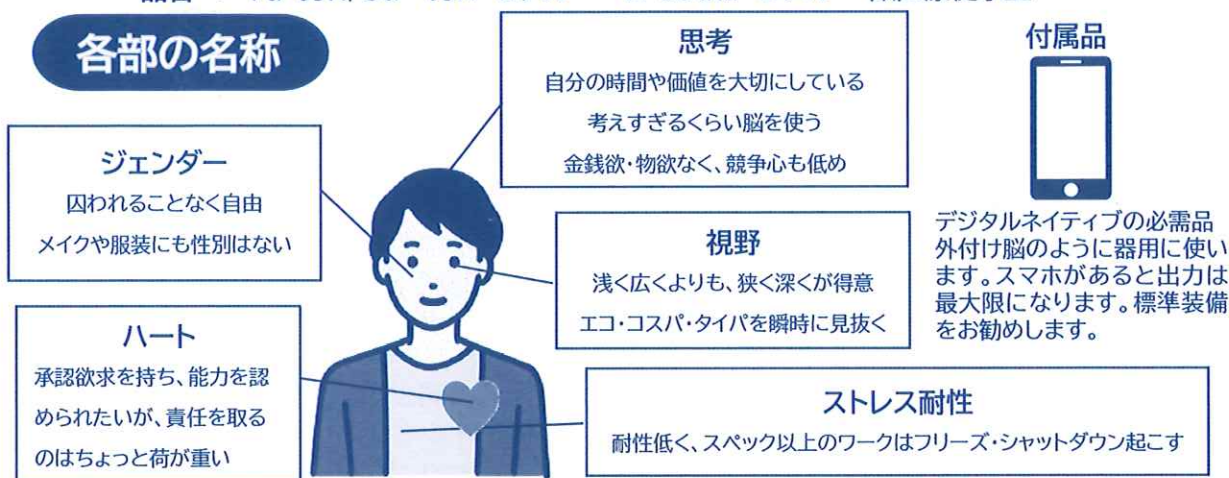 各部の名称
思考
自分の時間や価値を大切にしている
考えすぎるくらい脳を使う
金銭欲・物欲なく、競争心も低め
付属品
デジタルネイティブの必需品
外付け脳のように器用に使い
ます。スマホがあると出力は
最大限になります。標準装備
をお勧めします。
ジェンダー
囚われることなく自由
メイクや服装にも性別はない
視野
浅く広くよりも、狭く深くが得意
エコ・コスパ・タイパを瞬時に見抜く
ハート
承認欲求を持ち、能力を認
められたいが、責任を取る
のはちょっと荷が重い
ストレス耐性
耐性低く、スペック以上のワークはフリーズ・シャットダウン起こす